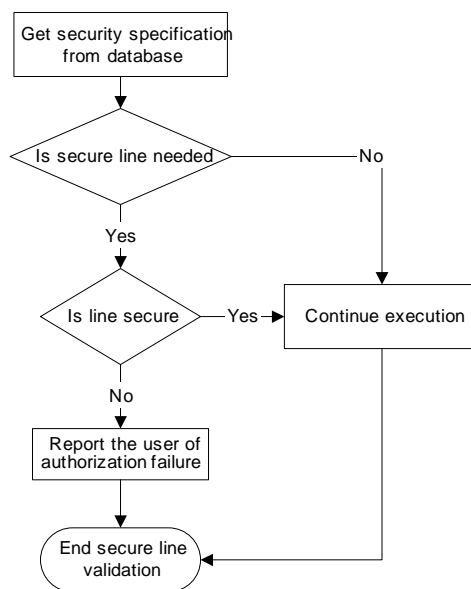 Get security specification
from database
Is secure line needed
No
Yes
Is line secure
Yes
Continue execution
No
Report the user of
authorization failure
End secure line
validation